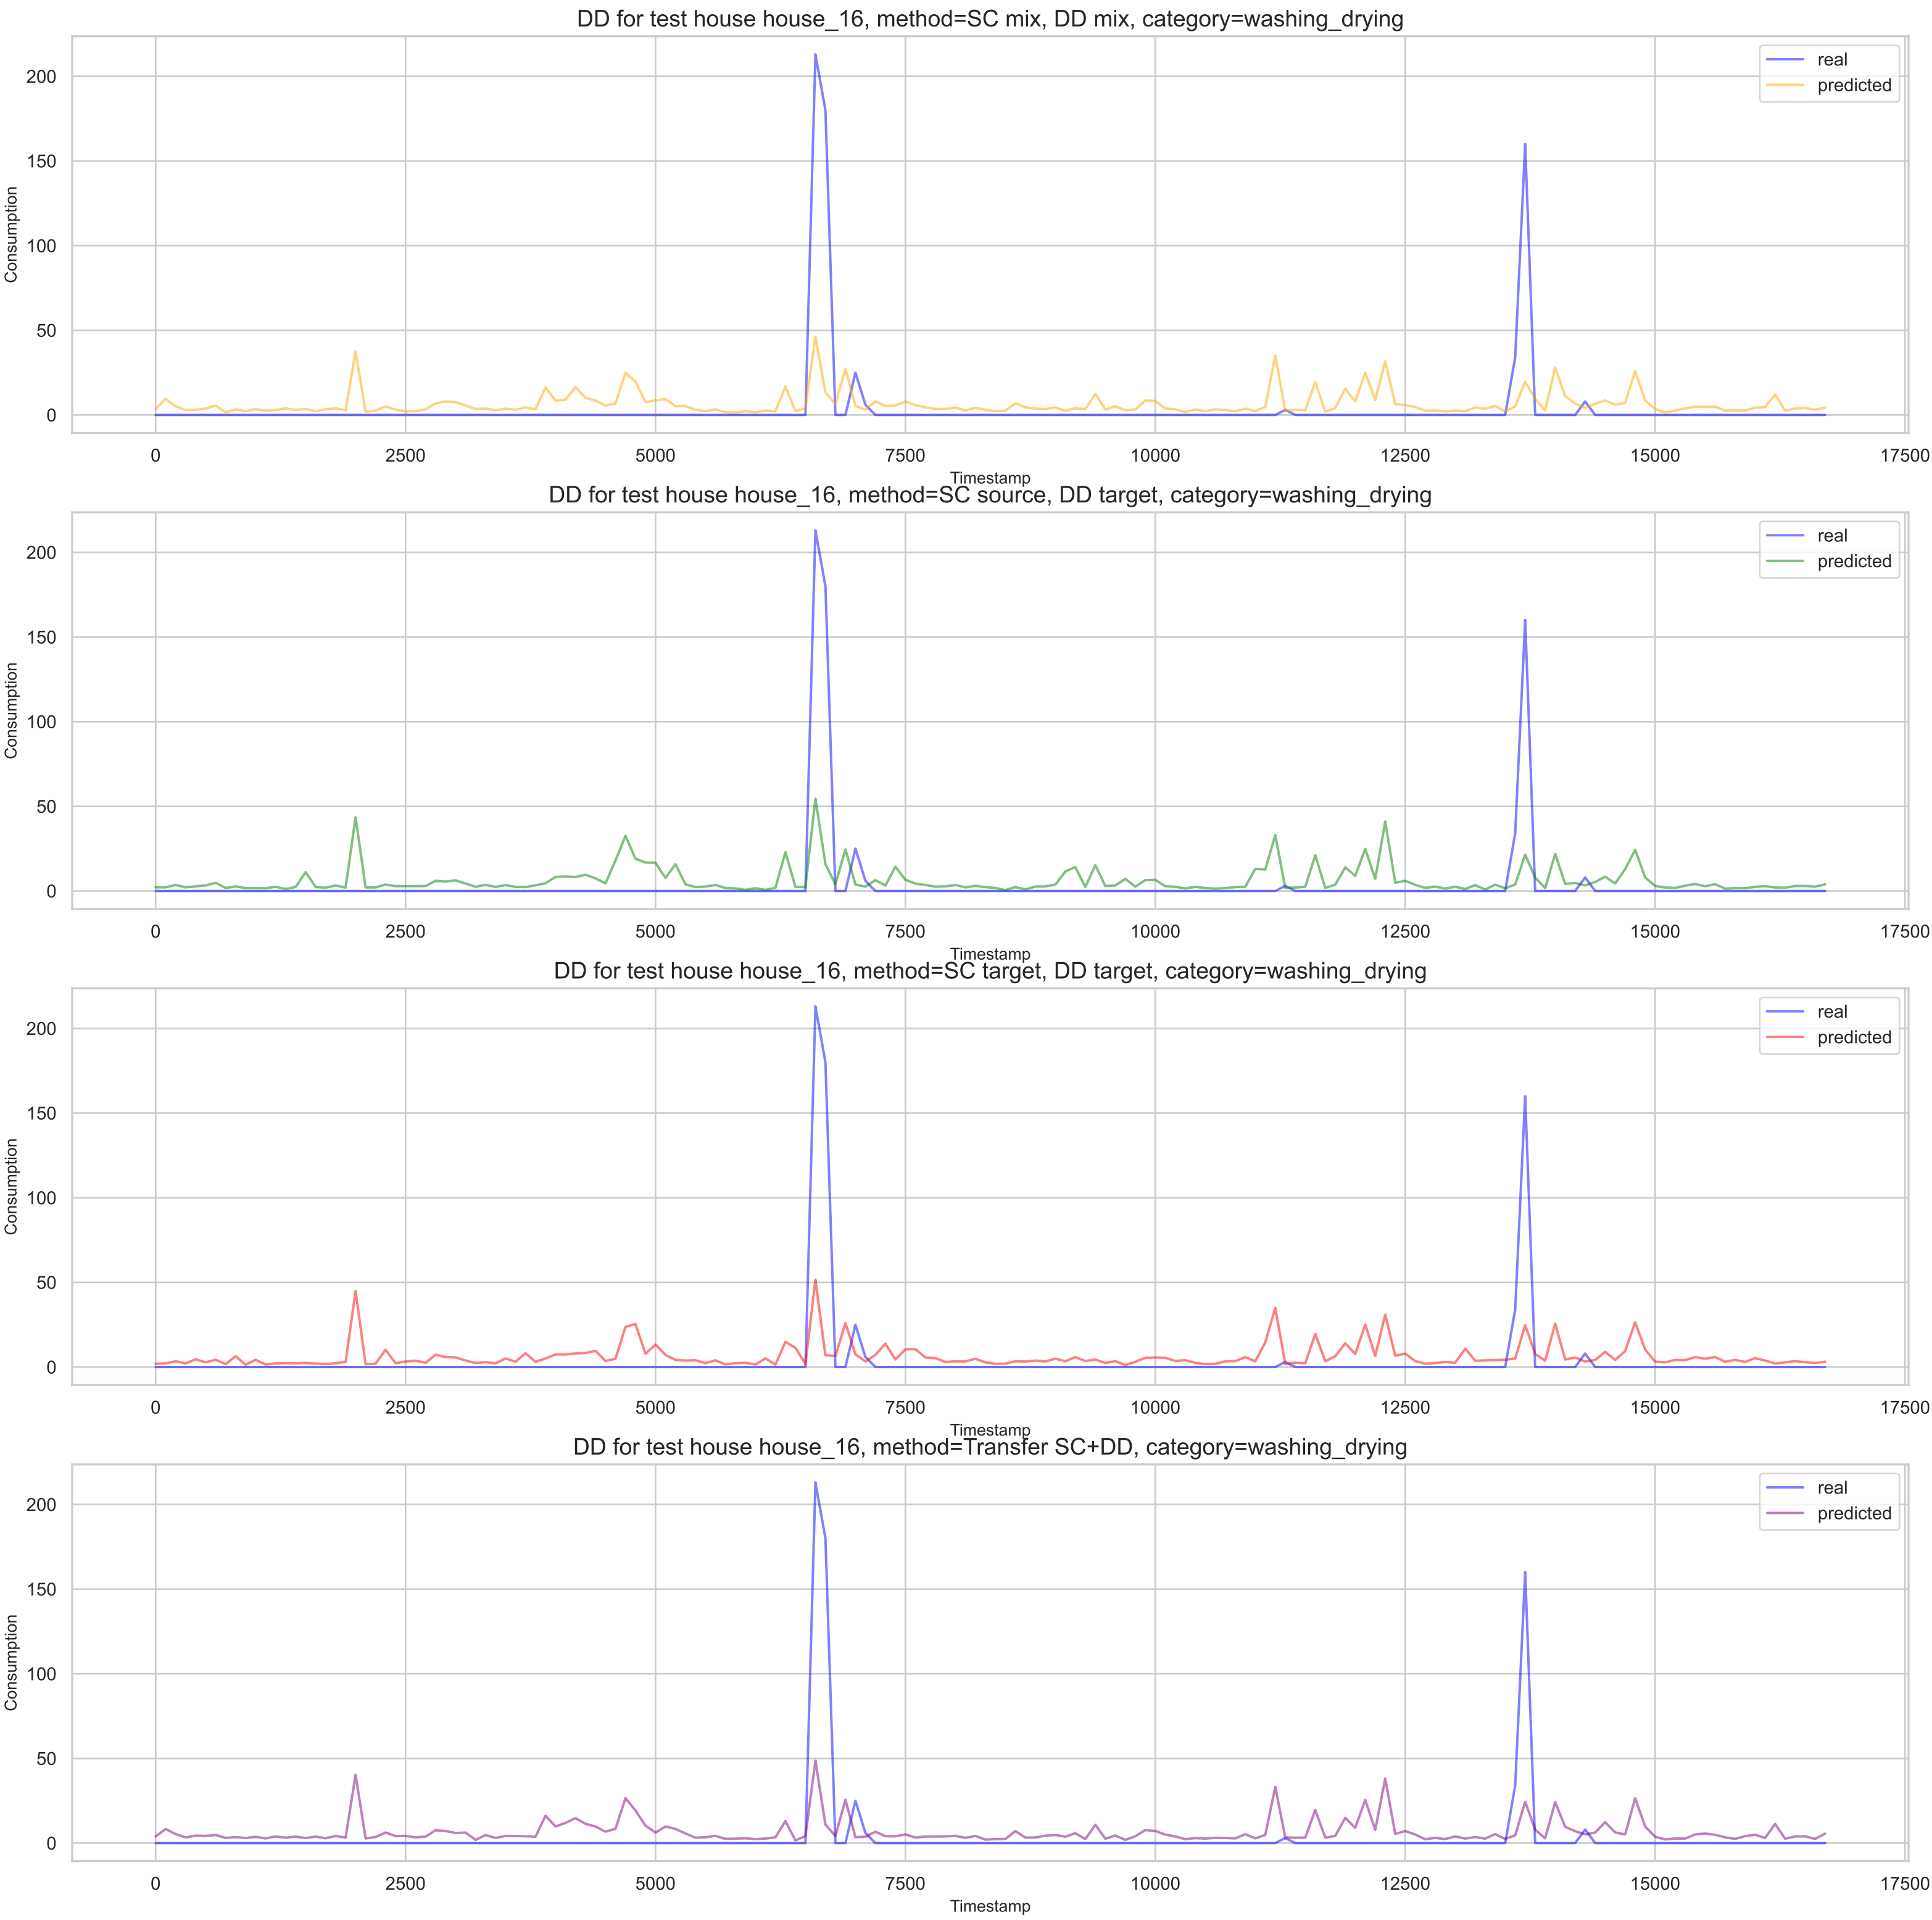 DD for test house house_16, method=SC mix, DD mix, category=washing_drying
real
predicted
200
150
100
50
0
Consumption
0 2500 5000 7500 10000 12500 15000 17500
Timestamp
DD for test house house_16, method=SC source, DD target, category=washing_drying
real
predicted
200
150
100
50
0
Consumption
0 2500 5000 7500 10000 12500 15000 17500
Timestamp
DD for test house house_16, method=SC target, DD target, category=washing_drying
real
predicted
200
150
100
50
0
Consumption
0 2500 5000 7500 10000 12500 15000 17500
Timestamp
DD for test house house_16, method=Transfer SC+DD, category=washing_drying
real
predicted
200
150
100
50
0
Consumption
0 2500 5000 7500 10000 12500 15000 17500
Timestamp